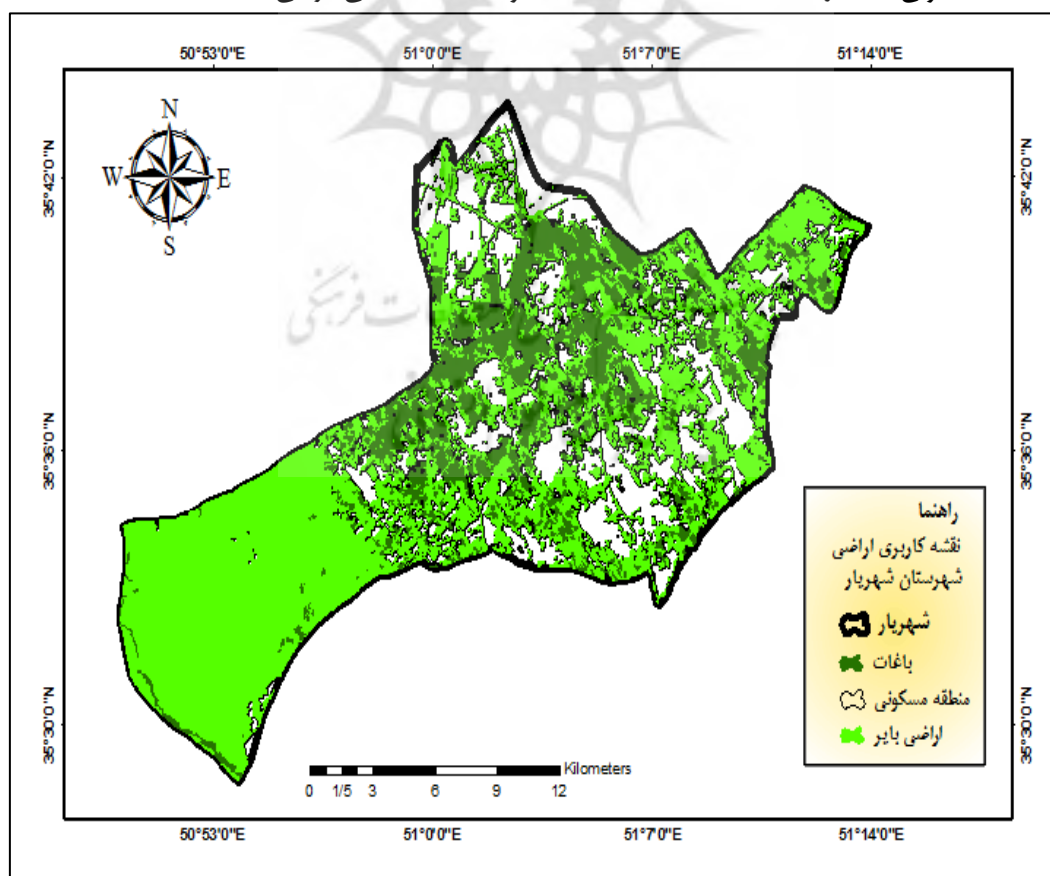 50°53'0"E 51°0'0"E 51°7'0"E 51°14'0"E
N
W E
S
35°42'0"N 35°42'0"N
35°36'0"N 35°36'0"N
35°30'0"N 35°30'0"N
راهنما
نقشه کاربری اراضی
شهرستان شهریار
شهریار
باغات
منطقه مسکونی
اراضی بایر
Kilometers
0 1/5 3 6 9 12
50°53'0"E 51°0'0"E 51°7'0"E 51°14'0"E